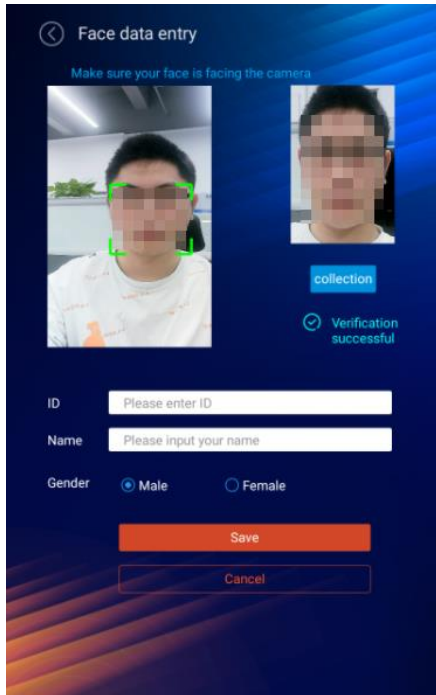 Face data entry
Make sure your face is facing the camera
collection
Verification
successful
ID
Please enter ID
Name
Please input your name
Gender
Male
Female
Save
Cancel